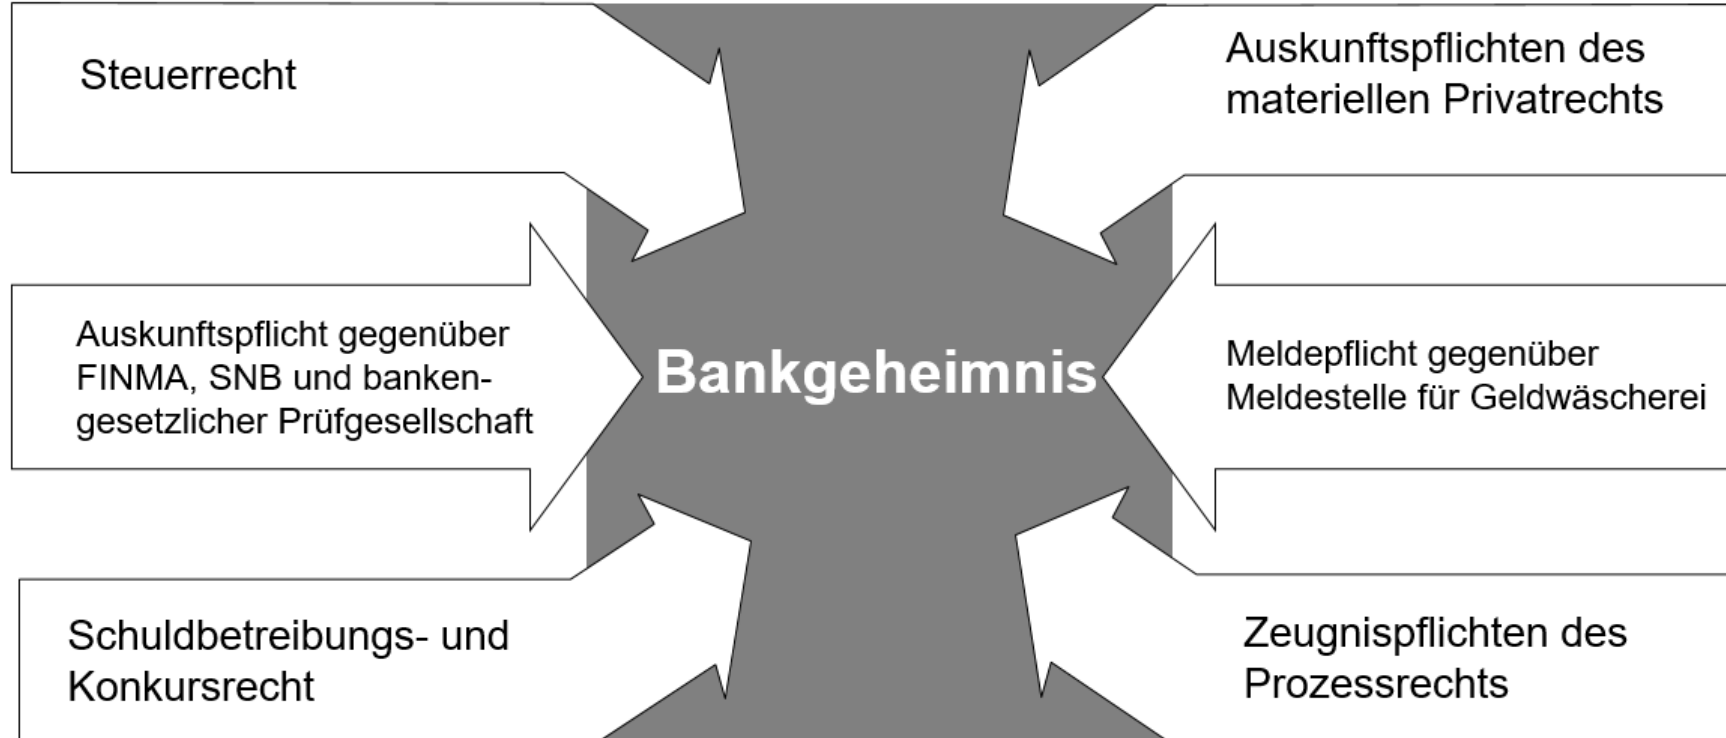 Steuerrecht
Auskunftspflichten des
materiellen Privatrechts
Auskunftspflicht gegenüber
FINMA, SNB und banken-
gesetzlicher Prüfgesellschaft
Bankgeheimnis
Meldepflicht gegenüber
Meldestelle für Geldwäscherei
Schuldbetreibungs- und
Konkursrecht
Zeugnispflichten des
Prozessrechts